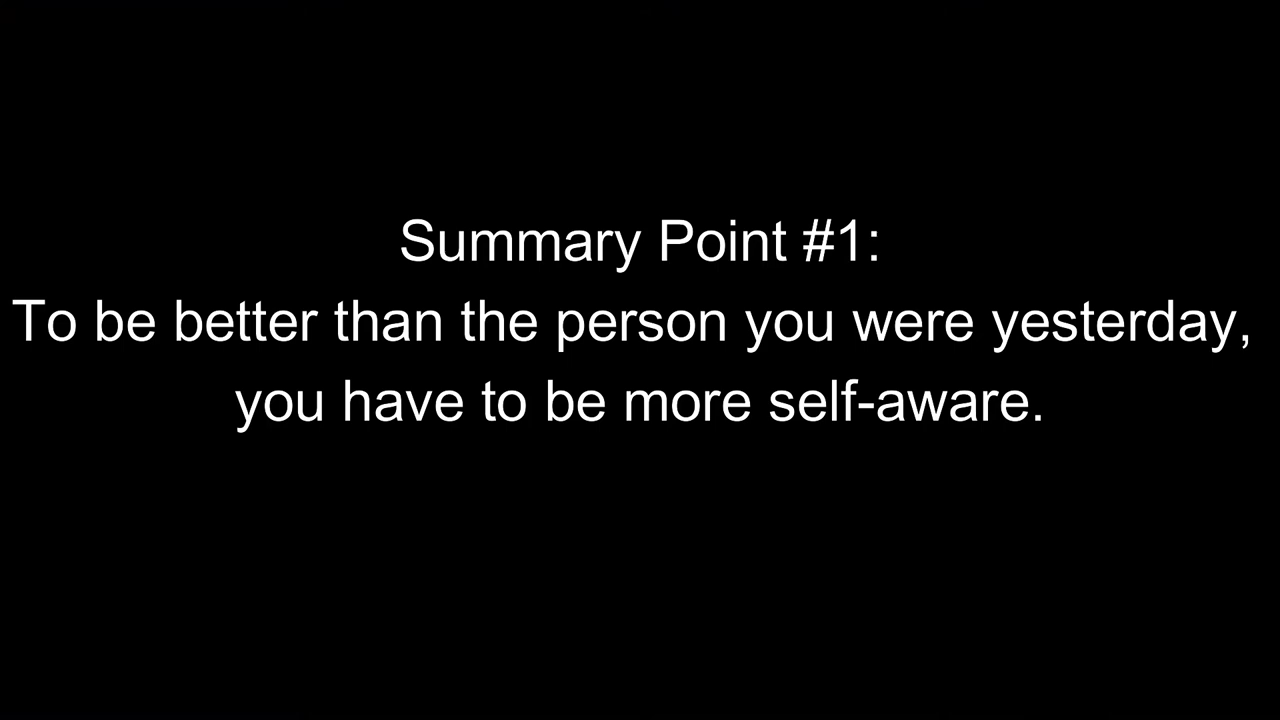 Summary Point #1:
To be better than the person you were yesterday,
you have to be more self-aware.